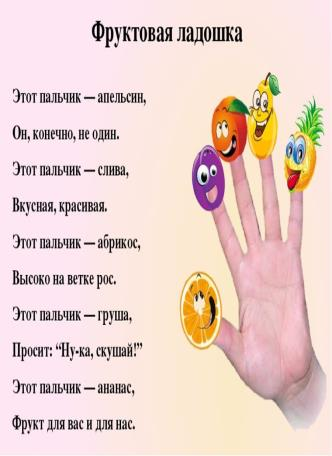 Фруктовая ладошка
Этот пальчик — апельсин,
Он, конечно, не один.
Этот пальчик — слива,
Вкусная, красивая.
Этот пальчик — абрикос,
Высоко на ветке рос.
Этот пальчик — груша,
Просит: “Ну-ка, скушай!”
Этот пальчик — ананас,
Фрукт для вас и для нас.